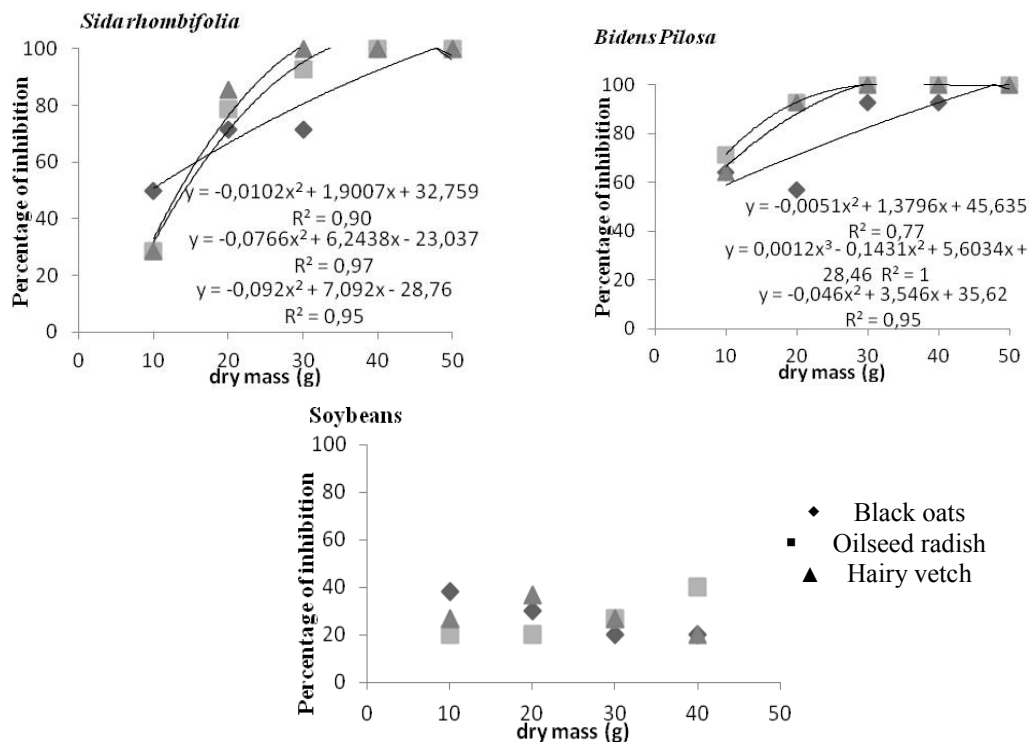 Sida rhombifolia
Percentage of inhibition
100
80
60
40
20
0
y = -0,0102x² + 1,9007x + 32,759
R² = 0,90
y = -0,0766x² + 6,2438x - 23,037
R² = 0,97
y = -0,092x² + 7,092x - 28,76
R² = 0,95
0 10 20 30 40 50
dry mass (g)
Bidens Pilosa
Percentage of inhibition
100
80
60
40
20
0
y = -0,0051x² + 1,3796x + 45,635
R² = 0,77
y = 0,0012x³ - 0,1431x² + 5,6034x +
28,46 R² = 1
y = -0,046x² + 3,546x + 35,62
R² = 0,95
0 10 20 30 40 50
dry mass (g)
Soybeans
Percentage of inhibition
100
80
60
40
20
0
0 10 20 30 40 50
dry mass (g)
Black oats
Oilseed radish
Hairy vetch